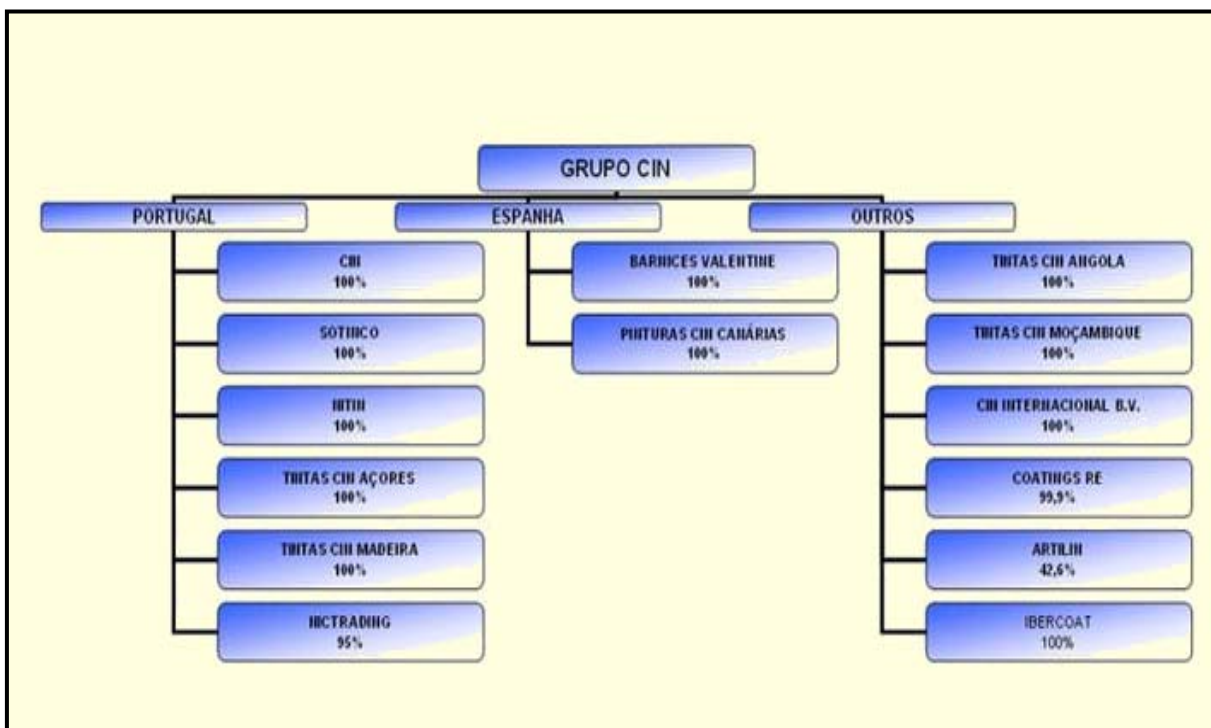 GRUPO CIN
PORTUGAL
CIN
100%
SOTINCO
100%
NITIN
100%
TINTAS CIN AÇORES
100%
TINTAS CIN MADEIRA
100%
NICTRADING
95%
ESPANHA
BARNICES VALENTINE
100%
PINTURAS CIN CANÁRIAS
100%
OUTROS
TINTAS CIN ANGOLA
100%
TINTAS CIN MOÇAMBIQUE
100%
CIN INTERNACIONAL B.V.
100%
COATINGS RE
99,9%
ARTILIN
42,6%
IBERCOAT
100%